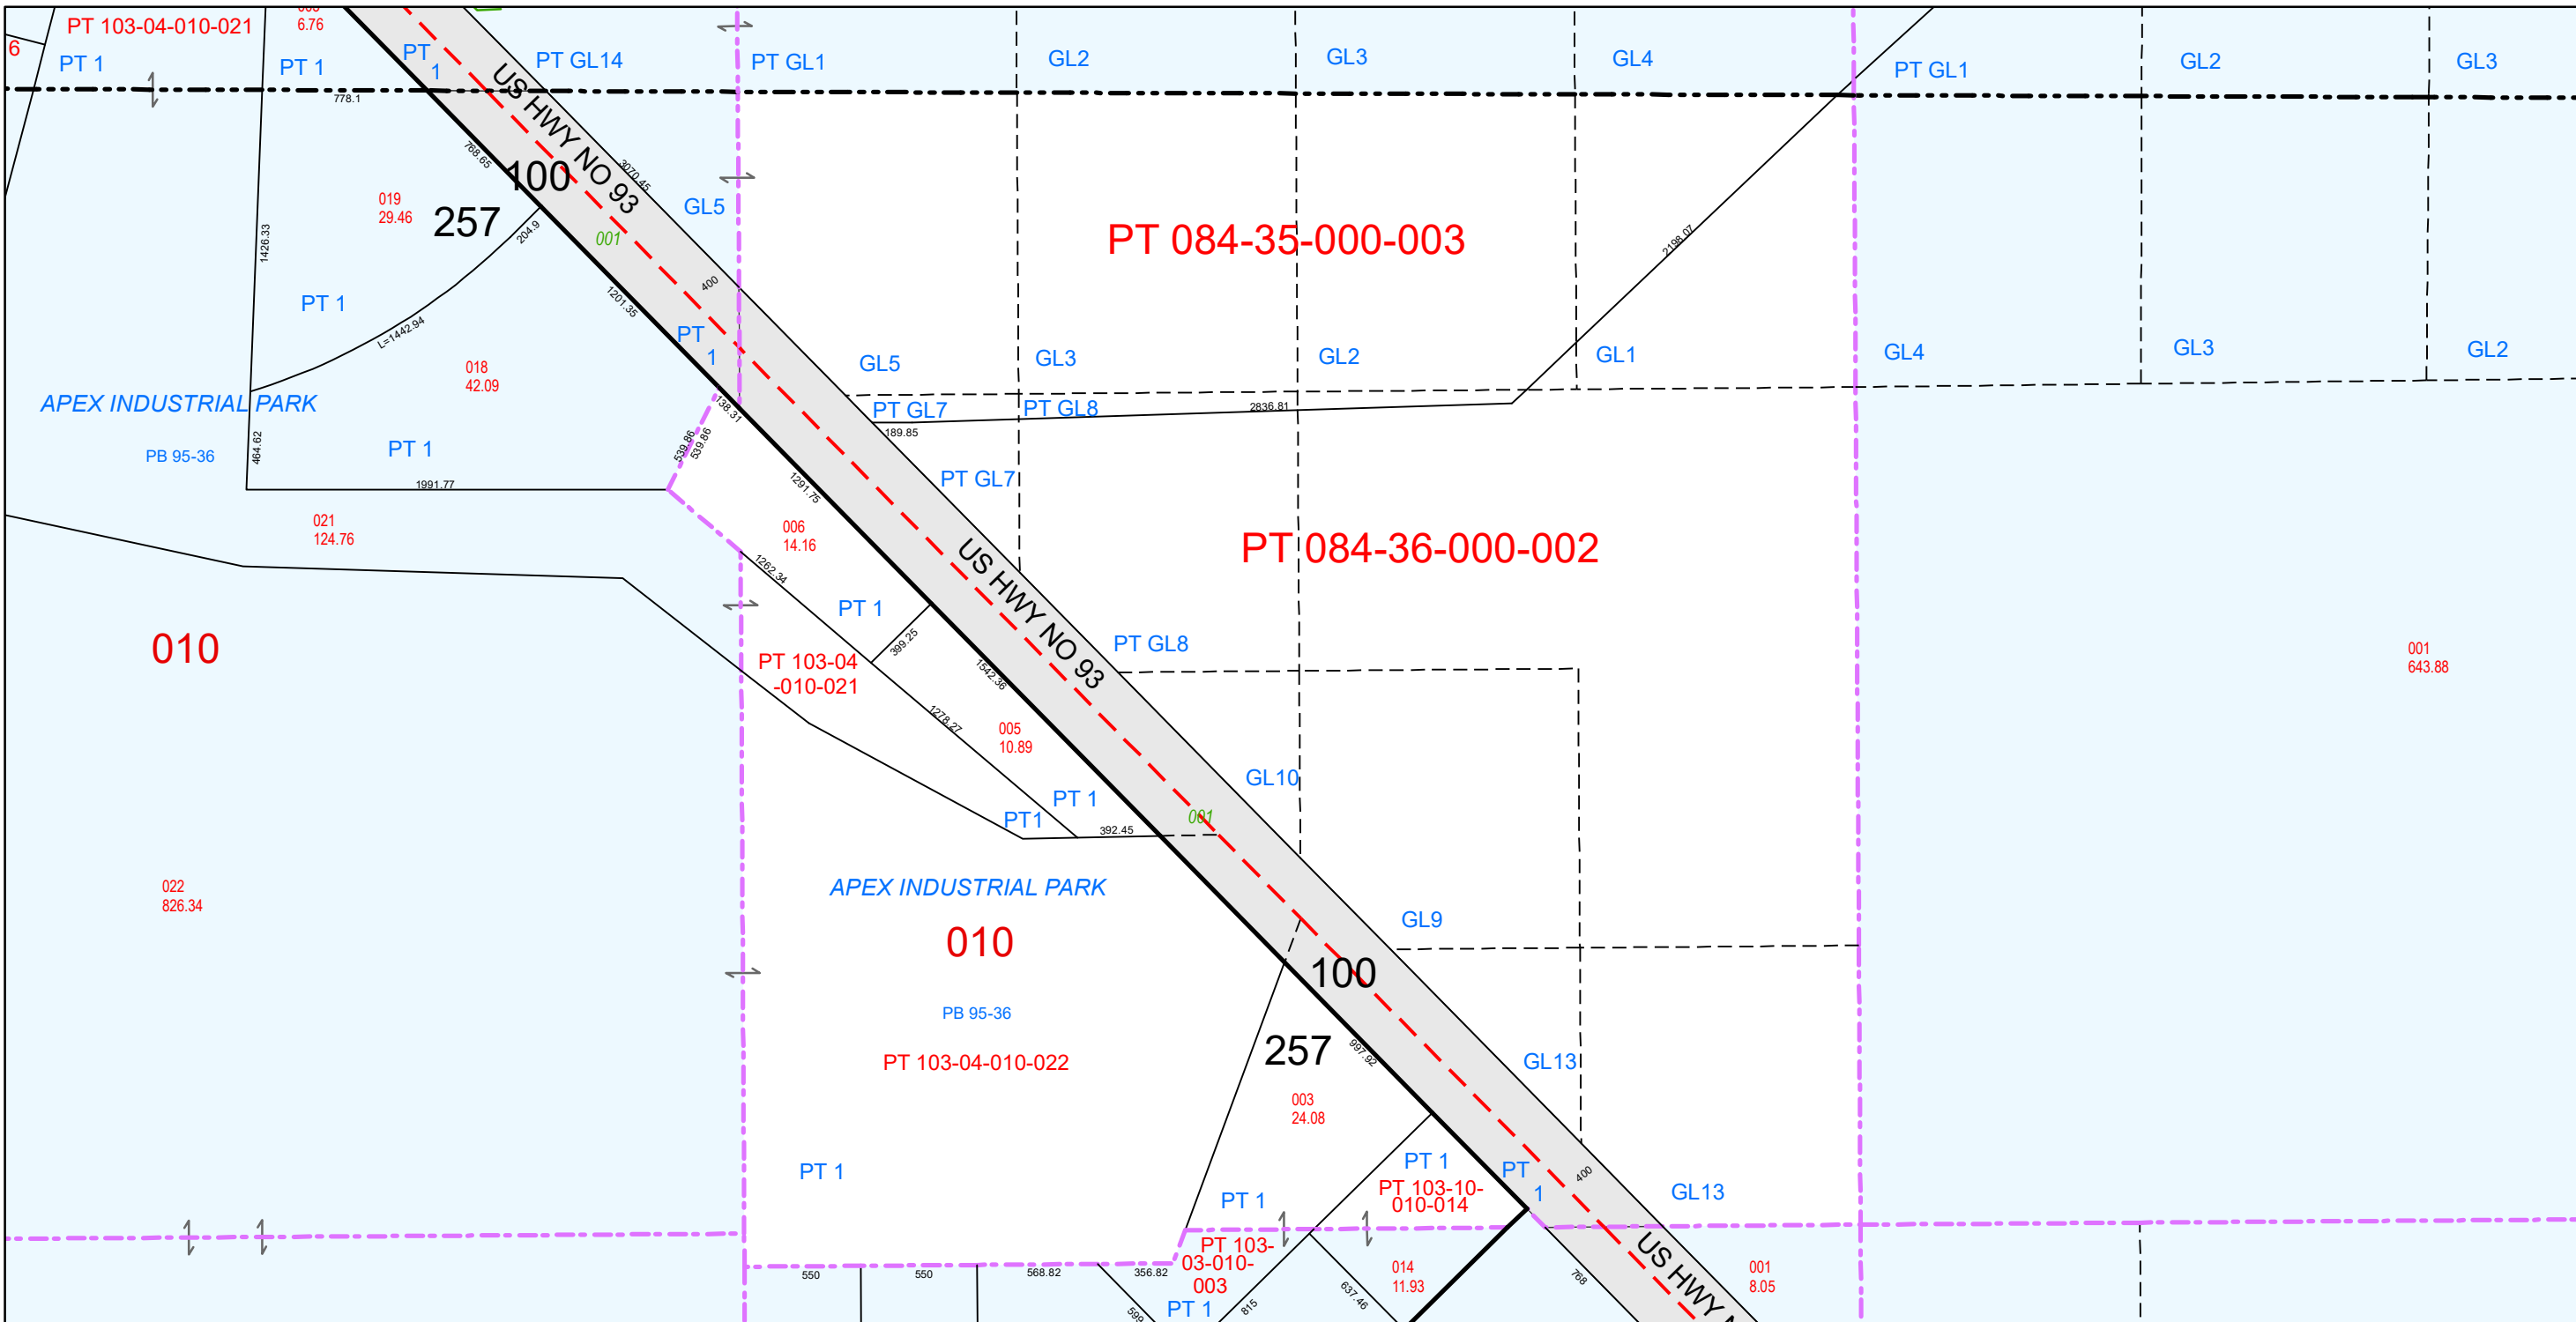 PT 103-04-010-021
6.76
6
PT 1
PT 1
PT
1
PT GL14
PT GL1
GL2
GL3
GL4
PT GL1
GL2
GL3
778.1
US HWY NO 93
768.65
100
3070.45
019
29.46
257
204.9
001
GL5
PT 084-35-000-003
2198.07
1426.33
PT 1
L=1442.94
1201.35
400
PT
1
018
42.09
GL5
GL3
GL2
GL1
GL4
GL3
GL2
APEX INDUSTRIAL PARK
138.31
PT GL7
PT GL8
2836.81
189.85
464.62
PT 1
539.86
539.86
PB 95-36
1991.77
1291.75
PT GL7
021
124.76
006
14.16
US HWY NO 93
PT 084-36-000-002
1262.34
PT 1
399.25
PT GL8
010
PT 103-04
-010-021
1542.36
001
643.88
1278.27
005
10.89
GL10
PT 1
PT1
392.45
001
022
826.34
APEX INDUSTRIAL PARK
GL9
010
100
PB 95-36
257
997.92
PT 103-04-010-022
GL13
003
24.08
PT 1
PT 1
PT 1
PT 103-10-
010-014
PT
1
400
GL13
PT 103-
03-010-
003
US HWY N
550
550
568.82
356.82
014
11.93
768
001
8.05
PT 1
599
815
637.46